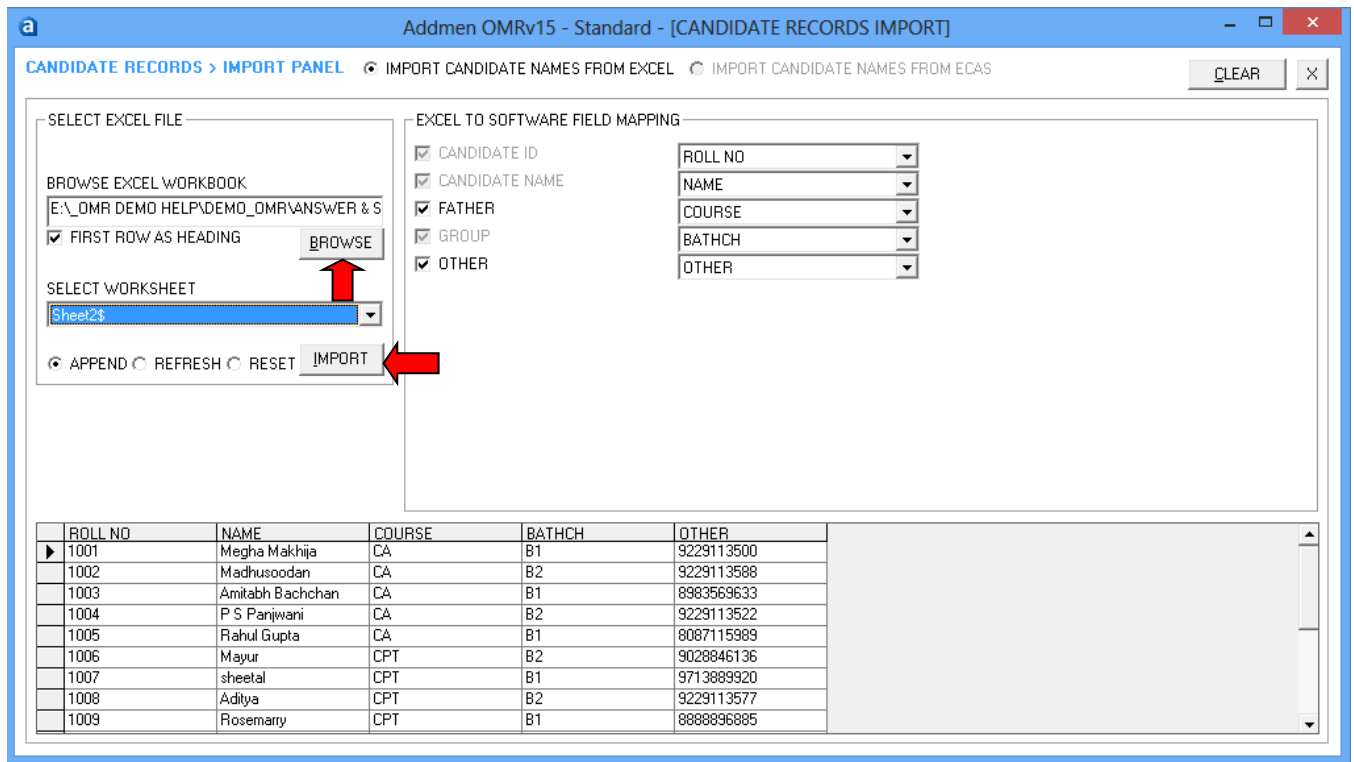 a Addmen OMRv15 - Standard - [CANDIDATE RECORDS IMPORT]
CANDIDATE RECORDS > IMPORT PANEL IMPORT CANDIDATE NAMES FROM EXCEL IMPORT CANDIDATE NAMES FROM ECAS CLEAR X
SELECT EXCEL FILE
BROWSE EXCEL WORKBOOK
E:\_OMR DEMO HELP\DEMO_OMR\ANSWER & S
FIRST ROW AS HEADING BROWSE
SELECT WORKSHEET
Sheet2$
APPEND REFRESH RESET IMPORT
EXCEL TO SOFTWARE FIELD MAPPING
CANDIDATE ID ROLL NO
CANDIDATE NAME NAME
FATHER COURSE
GROUP BATHCH
OTHER OTHER
ROLL NO NAME COURSE BATHCH OTHER
1001 Megha Makhija CA B1 9229113500
1002 Madhusoodan CA B2 9229113588
1003 Amitabh Bachchan CA B1 8983569633
1004 P S Panjwani CA B2 9229113522
1005 Rahul Gupta CA B1 8087115989
1006 Mayur CPT B2 9028846136
1007 sheetal CPT B1 9713889920
1008 Aditya CPT B2 9229113577
1009 Rosemarry CPT B1 8888896885